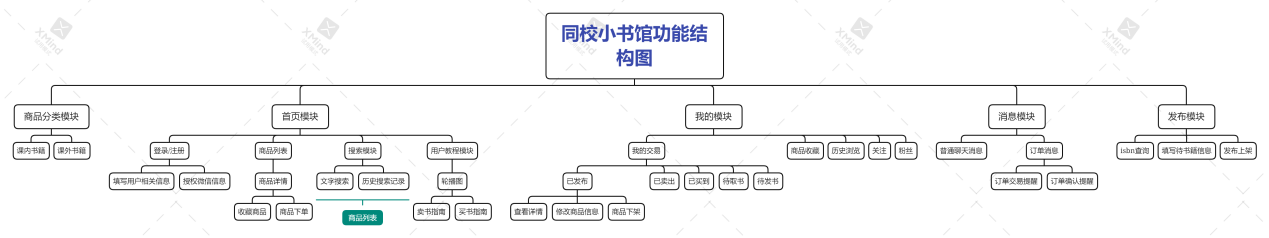 同校小书馆功能结
构图
商品分类模块
首页模块
我的模块
消息模块
发布模块
课内书籍
课外书籍
登录/注册
商品列表
搜索模块
用户教程模块
我的交易
商品收藏
历史浏览
关注
粉丝
普通聊天消息
订单消息
isbn查询
填写待书籍信息
发布上架
填写用户相关信息
授权微信信息
商品详情
文字搜索
历史搜索记录
轮播图
已发布
已卖出
已买到
待取书
待发书
订单交易提醒
订单确认提醒
收藏商品
商品下单
商品列表
卖书指南
买书指南
查看详情
修改商品信息
商品下架
XMind
XMind
XMind
XMind
XMind